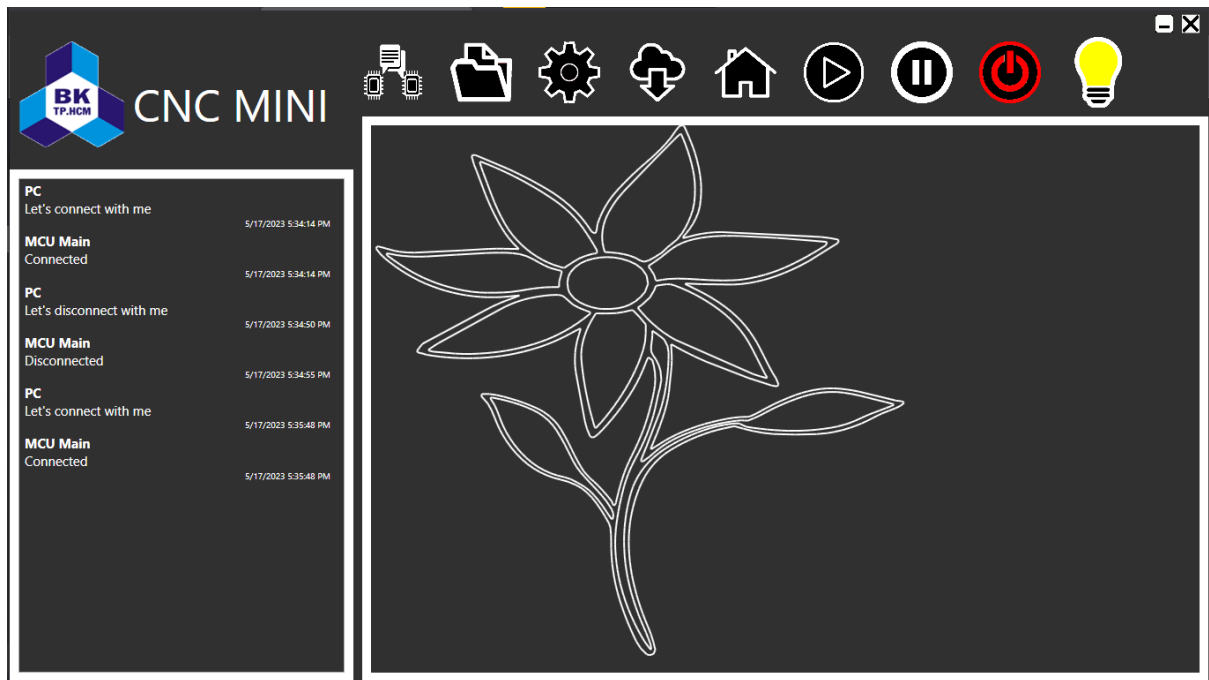 BK
TP.HCM
CNC MINI
PC
Let's connect with me
5/17/2023 5:34:14 PM
MCU Main
Connected
5/17/2023 5:34:14 PM
PC
Let's disconnect with me
5/17/2023 5:34:50 PM
MCU Main
Disconnected
5/17/2023 5:34:55 PM
PC
Let's connect with me
5/17/2023 5:35:48 PM
MCU Main
Connected
5/17/2023 5:35:48 PM